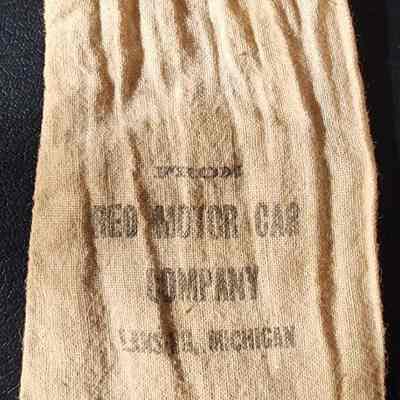 FROM
REO MOTOR CAR
COMPANY
LANSING, MICHIGAN